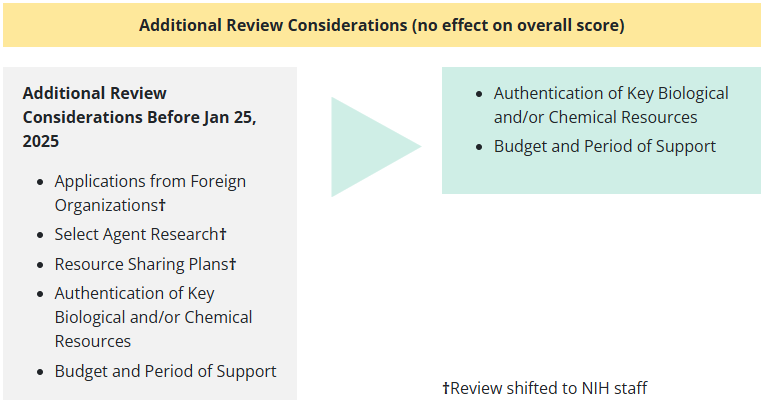 Additional Review Considerations (no effect on overall score)
Additional Review
Considerations Before Jan 25,
2025
• Applications from Foreign
Organizations†
• Select Agent Research†
• Resource Sharing Plans†
• Authentication of Key
Biological and/or Chemical
Resources
• Budget and Period of Support
• Authentication of Key Biological
and/or Chemical Resources
• Budget and Period of Support
†Review shifted to NIH staff